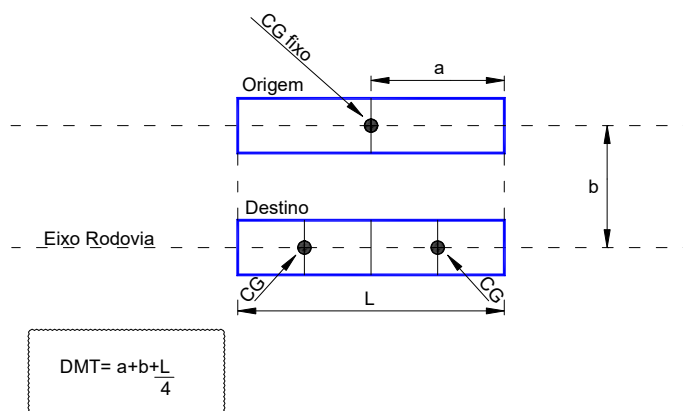 CG fixo
a
Origem
b
Destino
Eixo Rodovia
CG
CG
L
DMT= a+b+L
4